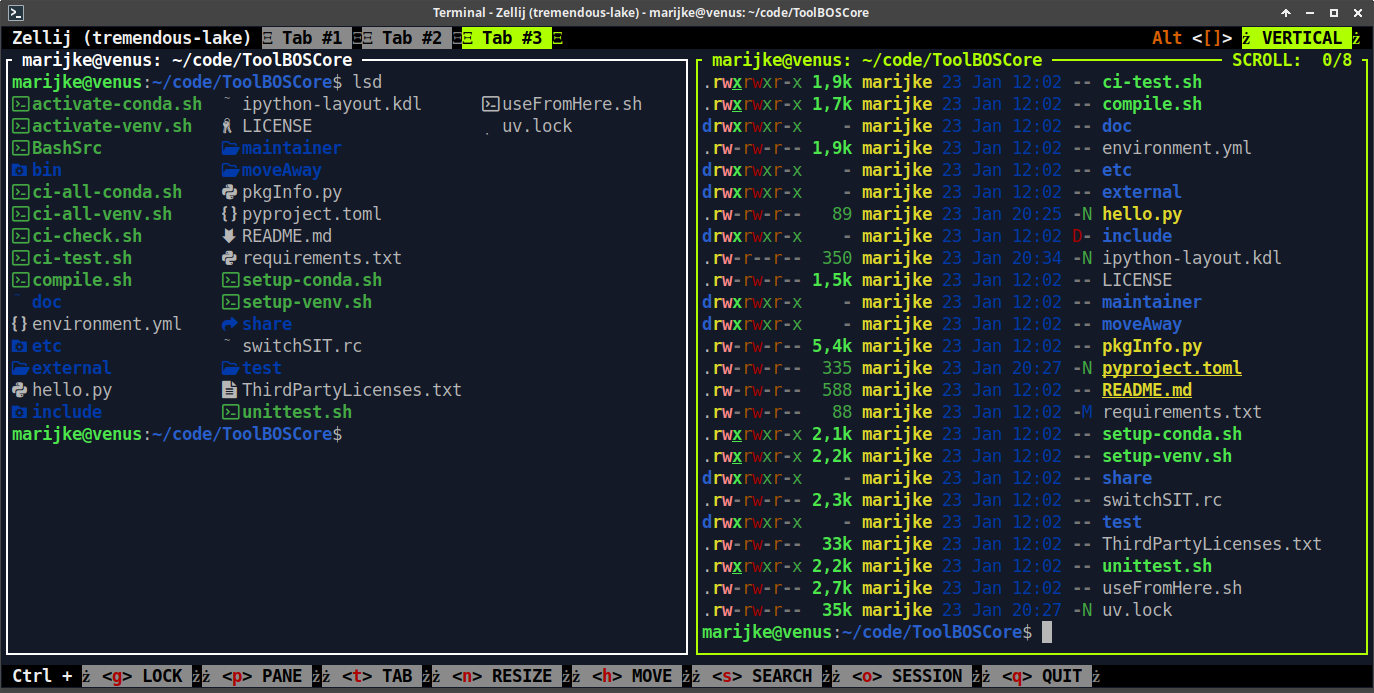 Terminal - Zellij (tremendous-lake) - marijke@venus: ~/code/ToolBOSCore
Zellij (tremendous-lake) Tab #1 Tab #2 Tab #3 Alt <[]> VERTICAL
marijke@venus: ~/code/ToolBOSCore
marijke@venus:~/code/ToolBOSCore$ lsd
activate-conda.sh ipython-layout.kdl useFromHere.sh
activate-venv.sh LICENSE uv.lock
BashSrc maintainer
bin moveAway
ci-all-conda.sh pkgInfo.py
ci-all-venv.sh pyproject.toml
ci-check.sh README.md
ci-test.sh requirements.txt
compile.sh setup-conda.sh
doc setup-venv.sh
environment.yml share
etc switchSIT.rc
external test
hello.py ThirdPartyLicenses.txt
include unittest.sh
marijke@venus:~/code/ToolBOSCore$
marijke@venus: ~/code/ToolBOSCore SCROLL: 0/8
.rwxrwxr-x 1,9k marijke 23 Jan 12:02 -- ci-test.sh
.rwxrwxr-x 1,7k marijke 23 Jan 12:02 -- compile.sh
drwxrwxr-x - marijke 23 Jan 12:02 -- doc
.rw-rw-r-- 1,9k marijke 23 Jan 12:02 -- environment.yml
drwxrwxr-x - marijke 23 Jan 12:02 -- etc
drwxrwxr-x - marijke 23 Jan 12:02 -- external
.rw-rw-r-- 89 marijke 23 Jan 20:25 -N hello.py
drwxrwxr-x - marijke 23 Jan 12:02 D- include
.rw-r--r-- 350 marijke 23 Jan 20:34 -N ipython-layout.kdl
.rw-rw-r-- 1,5k marijke 23 Jan 12:02 -- LICENSE
drwxrwxr-x - marijke 23 Jan 12:02 -- maintainer
drwxrwxr-x - marijke 23 Jan 12:02 -- moveAway
.rw-rw-r-- 5,4k marijke 23 Jan 12:02 -- pkgInfo.py
.rw-rw-r-- 335 marijke 23 Jan 20:27 -N pyproject.toml
.rw-rw-r-- 588 marijke 23 Jan 12:02 -- README.md
.rw-rw-r-- 88 marijke 23 Jan 12:02 -M requirements.txt
.rwxrwxr-x 2,1k marijke 23 Jan 12:02 -- setup-conda.sh
.rwxrwxr-x 2,2k marijke 23 Jan 12:02 -- setup-venv.sh
drwxrwxr-x - marijke 23 Jan 12:02 -- share
.rw-rw-r-- 2,3k marijke 23 Jan 12:02 -- switchSIT.rc
drwxrwxr-x - marijke 23 Jan 12:02 -- test
.rw-rw-r-- 33k marijke 23 Jan 12:02 -- ThirdPartyLicenses.txt
.rwxrwxr-x 2,2k marijke 23 Jan 12:02 -- unittest.sh
.rw-rw-r-- 2,7k marijke 23 Jan 12:02 -- useFromHere.sh
.rw-rw-r-- 35k marijke 23 Jan 20:27 -N uv.lock
marijke@venus:~/code/ToolBOSCore$
Ctrl + <g> LOCK <p> PANE <t> TAB <n> RESIZE <h> MOVE <s> SEARCH <o> SESSION <q> QUIT